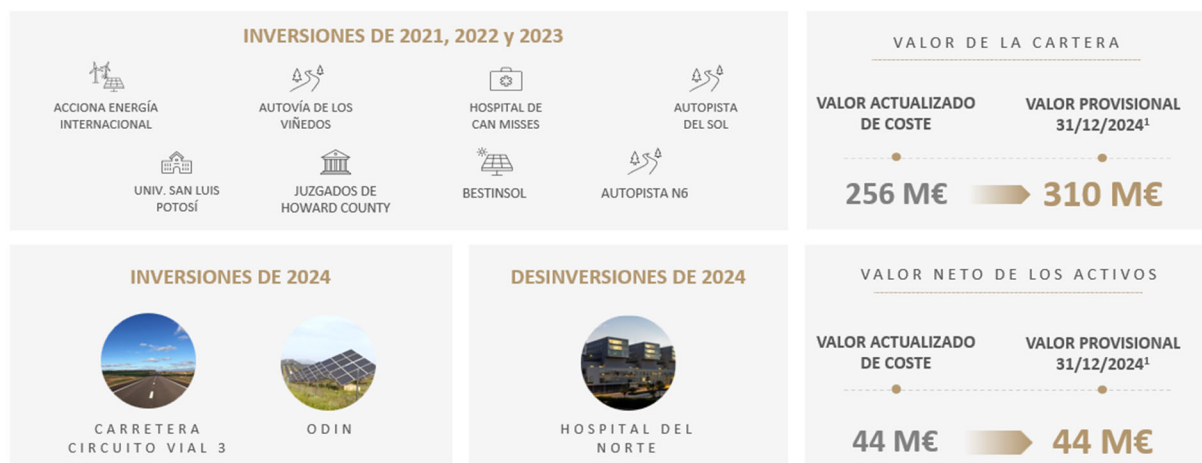 INVERSIONES DE 2021, 2022 y 2023
ACCIONA ENERGÍA
INTERNACIONAL
AUTOVÍA DE LOS
VIÑEDOS
HOSPITAL DE
CAN MISSES
AUTOPISTA
DEL SOL
UNIV. SAN LUIS
POTOSÍ
JUZGADOS DE
HOWARD COUNTY
BESTINSOL
AUTOPISTA N6
VALOR DE LA CARTERA
VALOR ACTUALIZADO
DE COSTE
VALOR PROVISIONAL
31/12/2024¹
256 M€
310 M€
INVERSIONES DE 2024
CARRETERA
CIRCUITO VIAL 3
ODIN
DESINVERSIONES DE 2024
HOSPITAL DEL
NORTE
VALOR NETO DE LOS ACTIVOS
VALOR ACTUALIZADO
DE COSTE
VALOR PROVISIONAL
31/12/2024¹
44 M€
44 M€